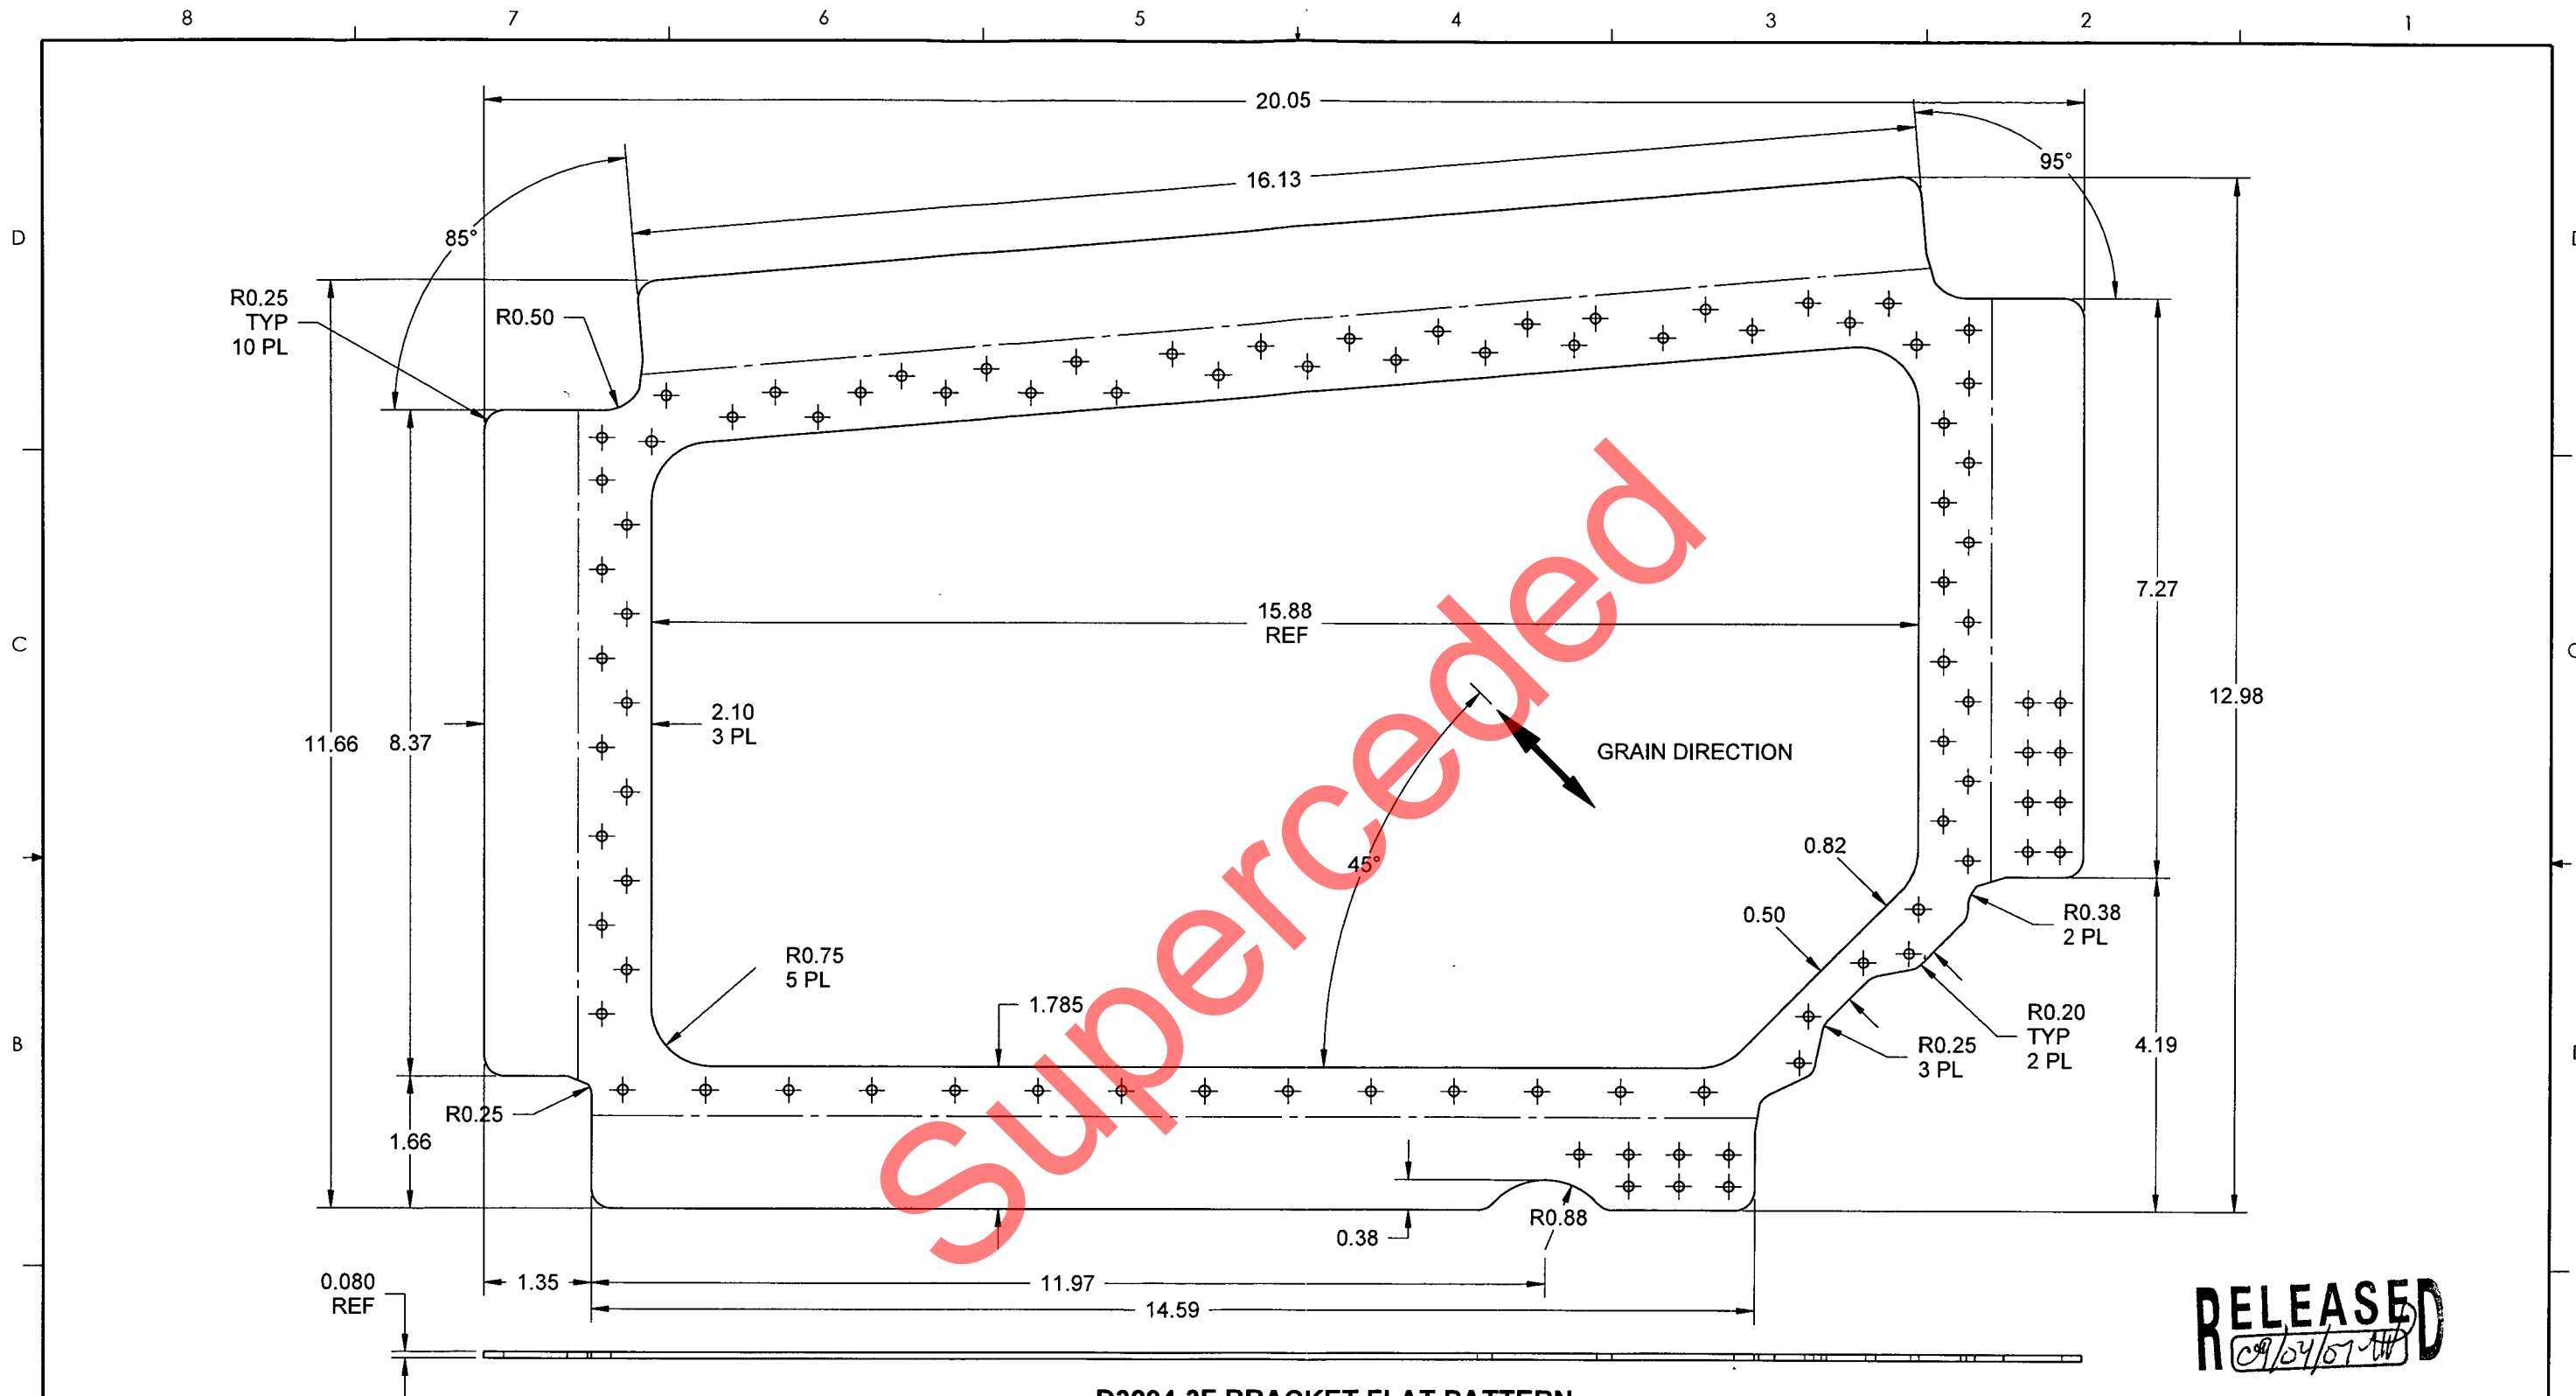 8 7 6 5 4 3 2 1
20.05
16.13
95°
85°
D
R0.25
TYP
10 PL
R0.50
15.88
REF
C
7.27
12.98
11.66
8.37
2.10
3 PL
GRAIN DIRECTION
45°
0.82
0.50
R0.38
2 PL
R0.75
5 PL
1.785
R0.20
TYP
2 PL
R0.25
3 PL
4.19
B
R0.25
1.66
0.38
R0.88
0.080
REF
1.35
11.97
14.59
Superceded
RELEASED